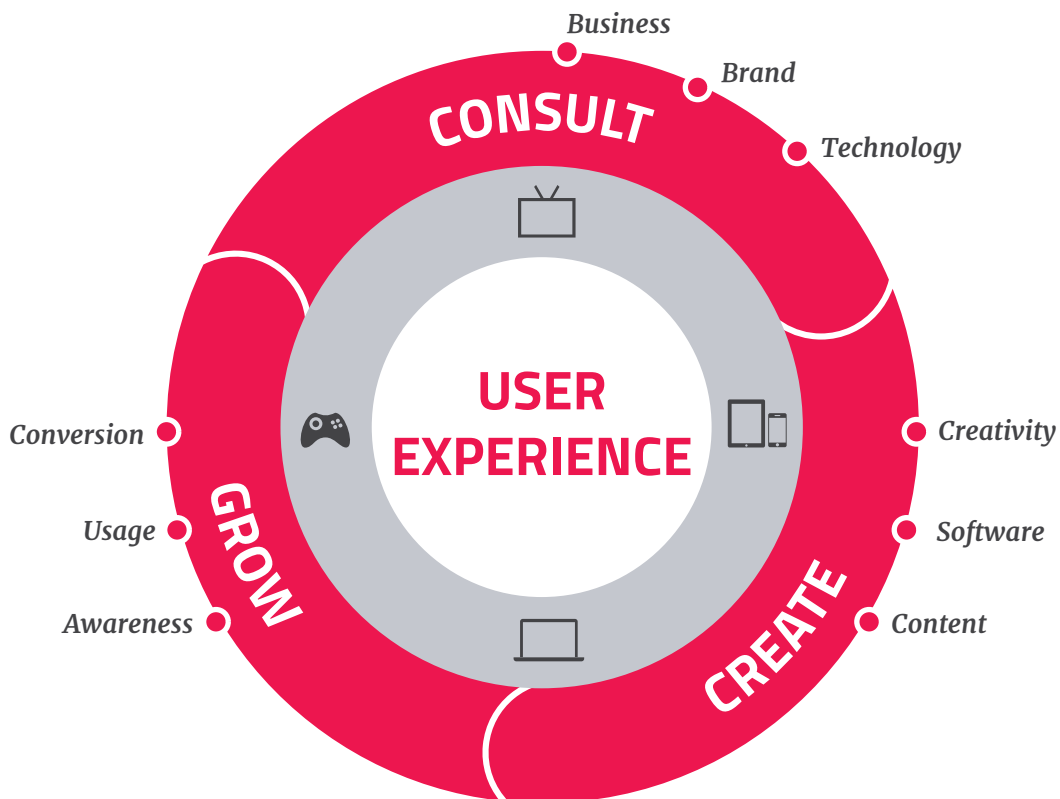 Business
Brand
Technology
CONSULT
USER
EXPERIENCE
Creativity
Software
Content
CREATE
Conversion
Usage
Awareness
GROW